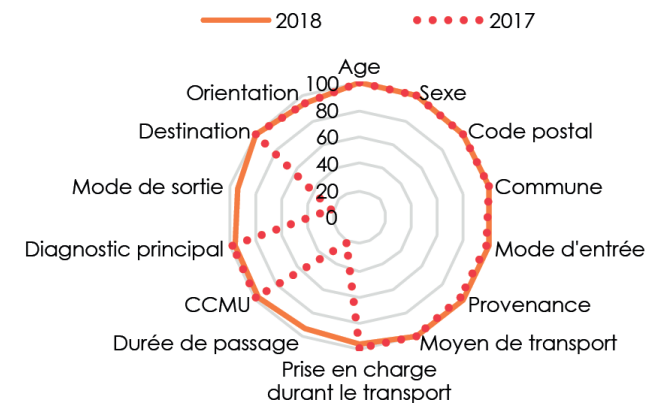 2018 2017
Age
100
80
60
40
20
0
Sexe
Code postal
Commune
Mode d'entrée
Provenance
Moyen de transport
Prise en charge
durant le transport
Durée de passage
CCMU
Diagnostic principal
Mode de sortie
Destination
Orientation